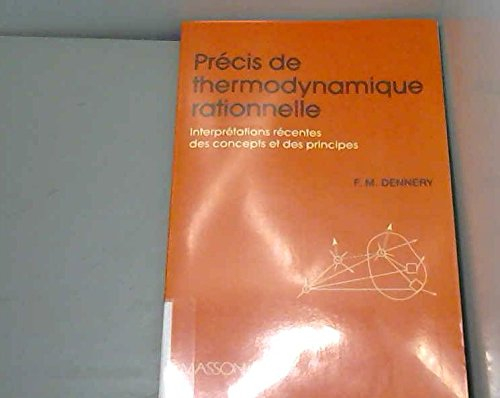 Précis de
thermodynamique
rationnelle
Interprétations récentes
des concepts et des principes
F. M. DENNERY
MASSON